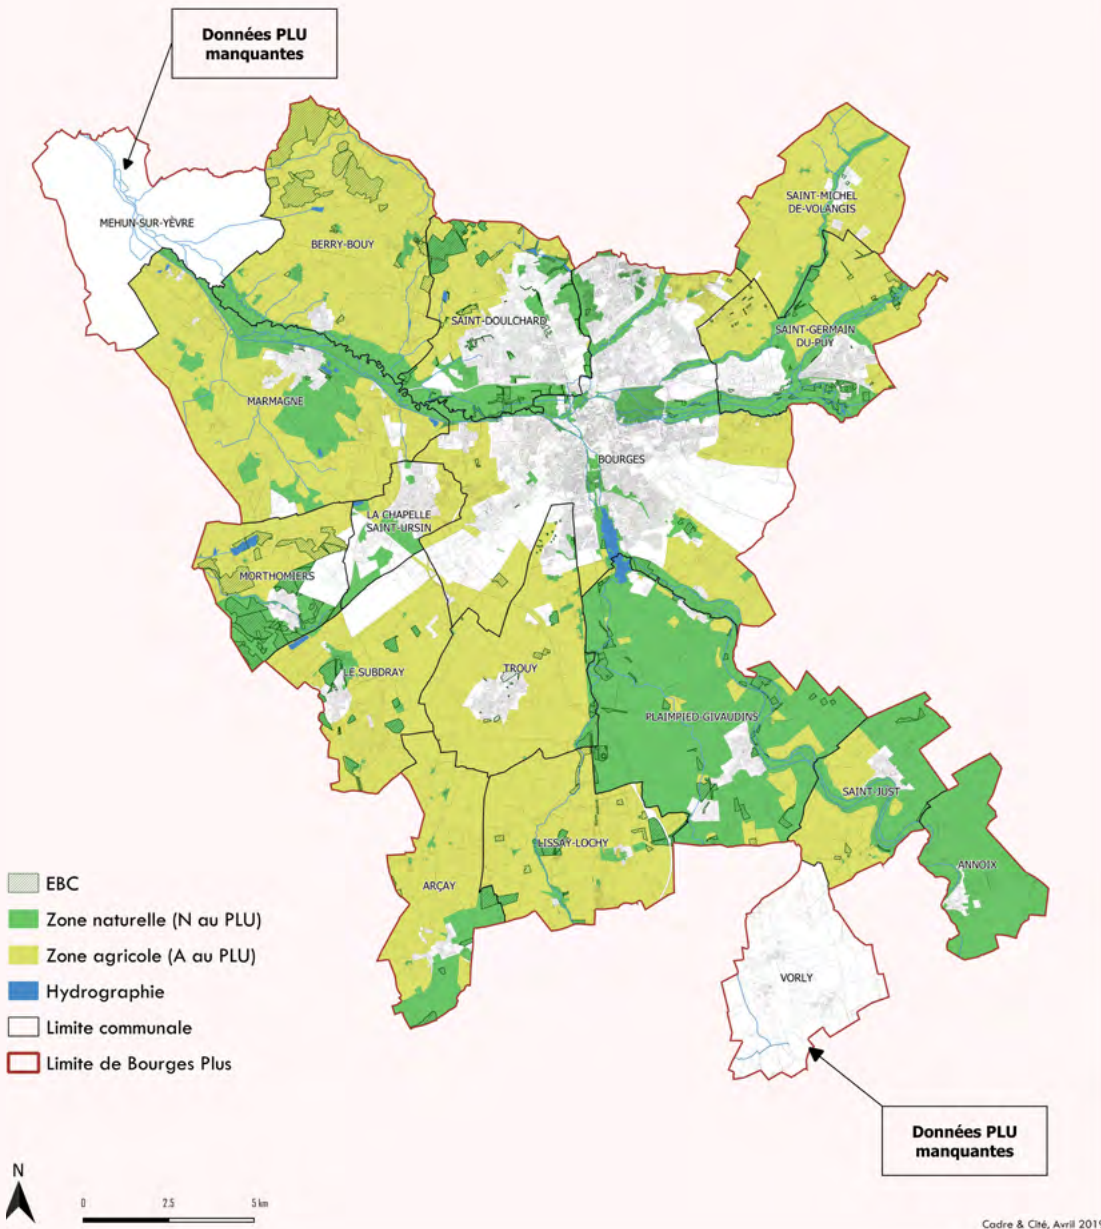 Données PLU
manquantes
SAINT-MICHEL
DE-VOLANGIS
MEHUN-SUR-YÈVRE
BERRY-BOUY
SAINT-DOULCHARD
SAINT-GERMAIN
DU-PUY
MARMAGNE
BOURGES
LA CHAPELLE
SAINT-URSIN
MORTHOMIERS
LE SUBDRAY
TROUY
PLAIMPIED-GIVAUDINS
SAINT-JUST
LISSAY-LOCHY
ANNOIX
ARÇAY
VORLY
EBC
Zone naturelle (N au PLU)
Zone agricole (A au PLU)
Hydrographie
Limite communale
Limite de Bourges Plus
Données PLU
manquantes
N
0 2.5 5 km
Cadre & Cité, Avril 201